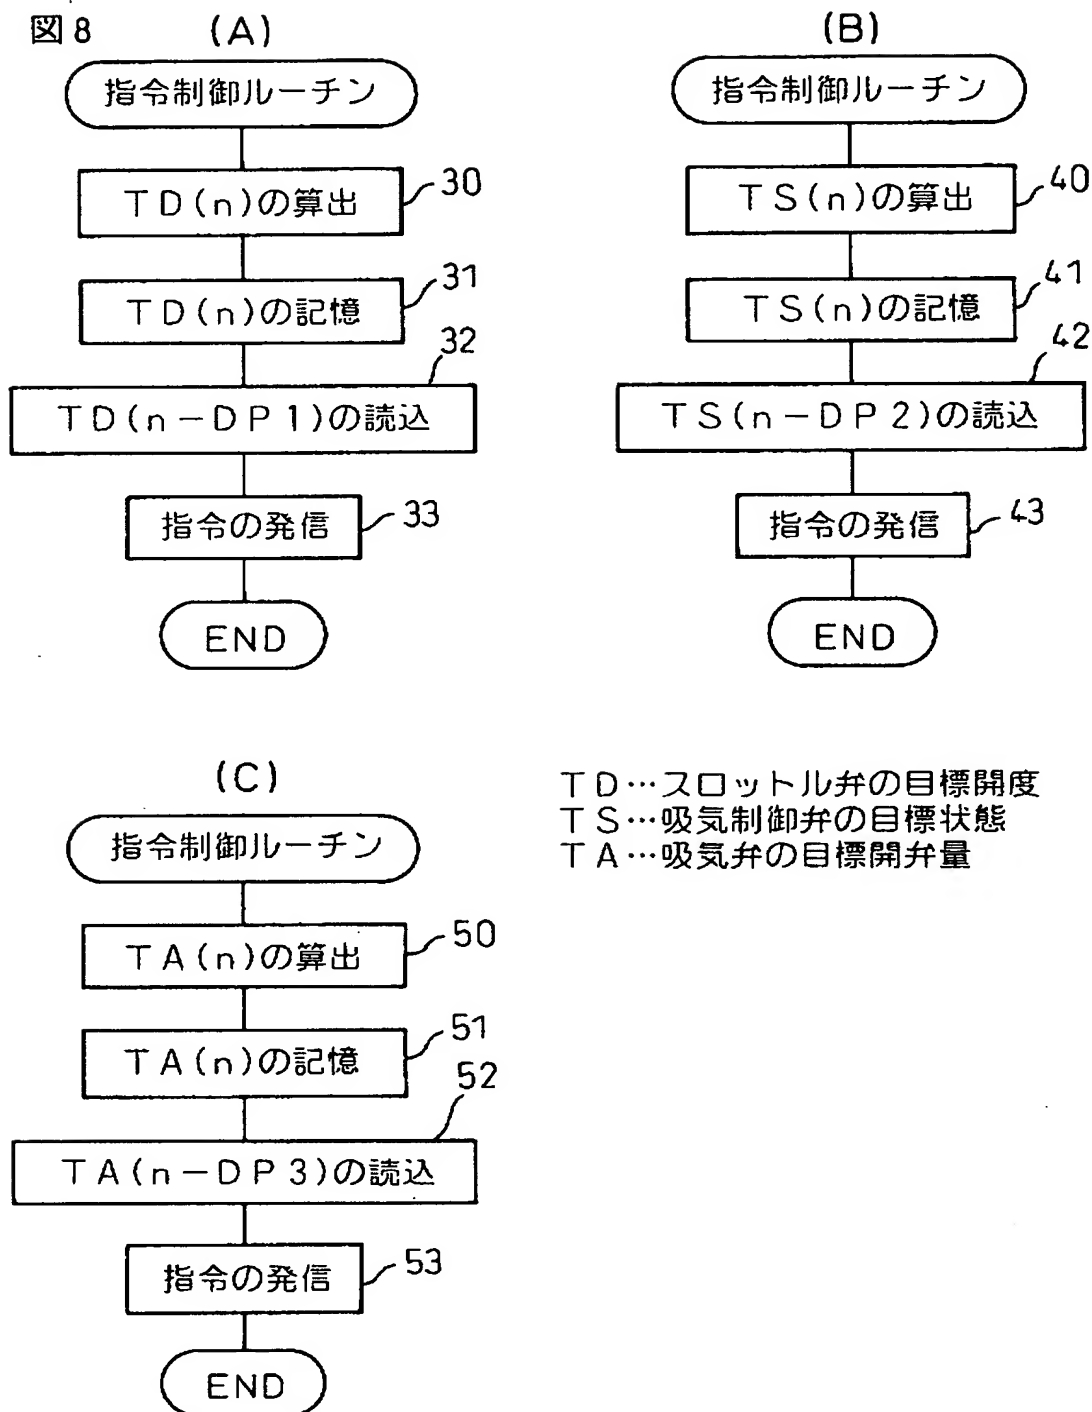 図8
(A)
指令制御ルーチン
TD(n)の算出
30
TD(n)の記憶
31
32
TD(n-DP1)の読込
指令の発信
33
END
(B)
指令制御ルーチン
TS(n)の算出
40
TS(n)の記憶
41
42
TS(n-DP2)の読込
指令の発信
43
END
(C)
指令制御ルーチン
TA(n)の算出
50
TA(n)の記憶
51
52
TA(n-DP3)の読込
指令の発信
53
END
TD…スロットル弁の目標開度
TS…吸気制御弁の目標状態
TA…吸気弁の目標開弁量